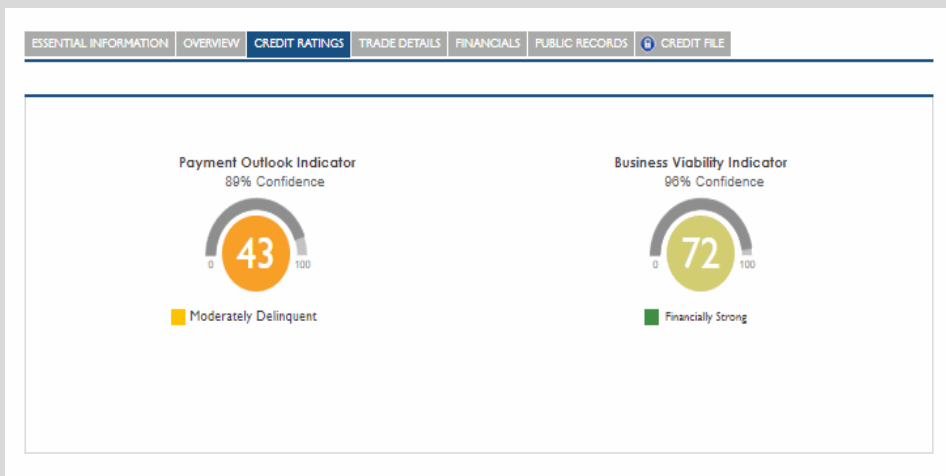 ESSENTIAL INFORMATION OVERVIEW CREDIT RATINGS TRADE DETAILS FINANCIALS PUBLIC RECORDS CREDIT FILE
Payment Outlook Indicator
89% Confidence
43
0 100
Moderately Delinquent
Business Viability Indicator
96% Confidence
72
0 100
Financially Strong